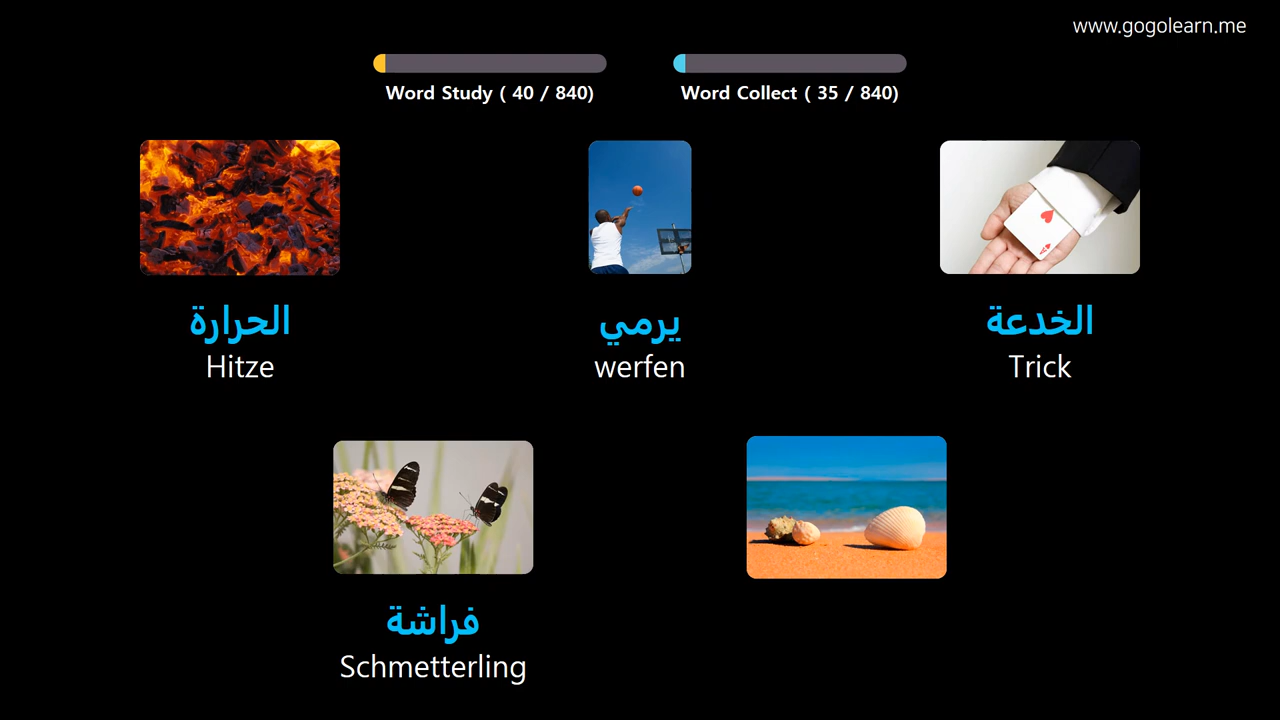 www.gogolearn.me
Word Study ( 40 / 840)
Word Collect ( 35 / 840)
الحرارة
Hitze
يرمي
werfen
الخدعة
Trick
فراشة
Schmetterling